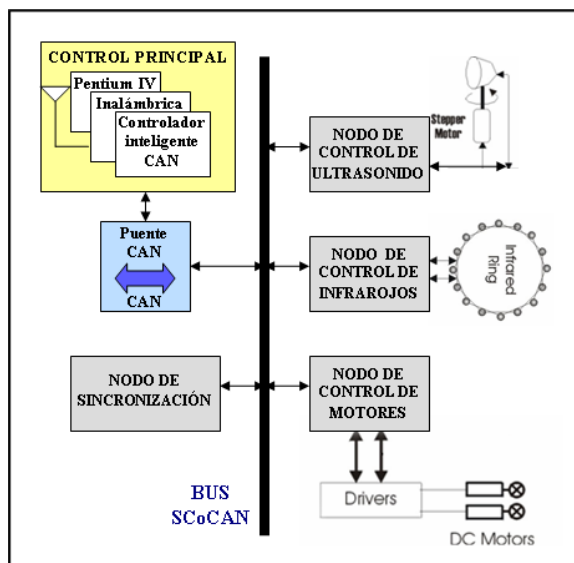 CONTROL PRINCIPAL
Pentium IV
Inalámbrica
Controlador
inteligente
CAN
Puente
CAN
CAN
NODO DE
SINCRONIZACIÓN
BUS
SCoCAN
NODO DE
CONTROL DE
ULTRASONIDO
Stepper
Motor
NODO DE
CONTROL DE
INFRAROJOS
Infrared
Ring
NODO DE
CONTROL DE
MOTORES
Drivers
DC Motors